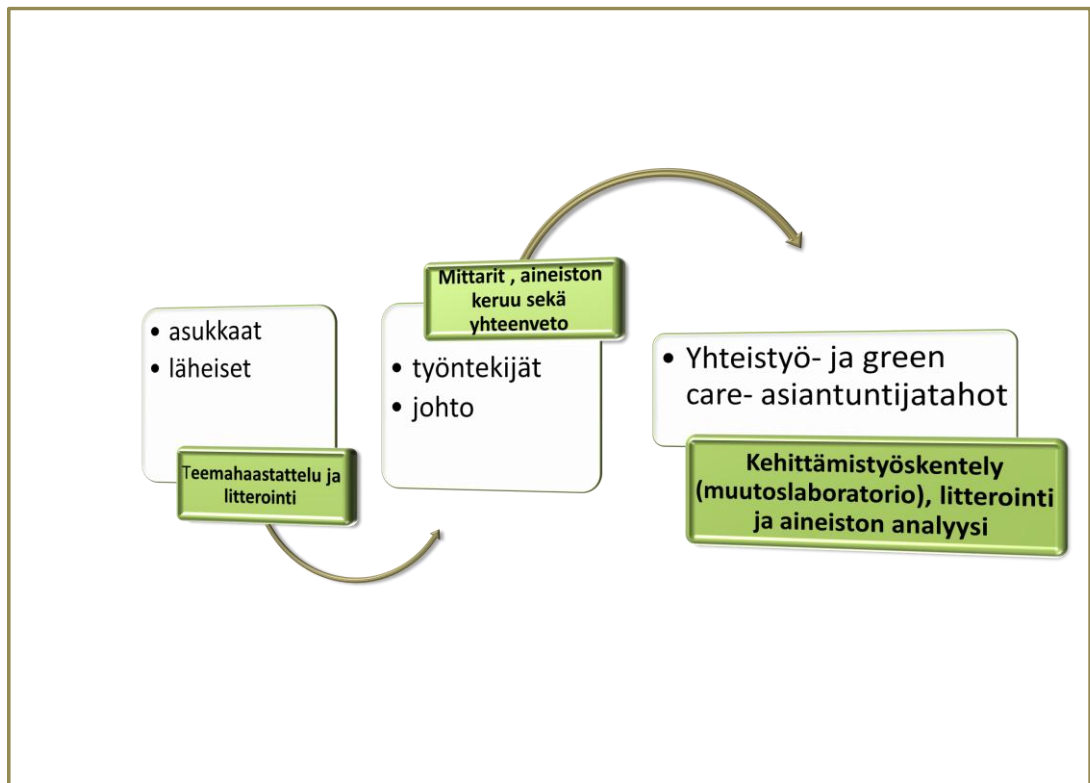 • asukkaat
• läheiset
Teemahaastattelu ja
litterointi
Mittarit , aineiston
keruu sekä
yhteenveto
• työntekijät
• johto
• Yhteistyö- ja green
care- asiantuntijatahot
Kehittämistyöskentely
(muutoslaboratorio), litterointi
ja aineiston analyysi